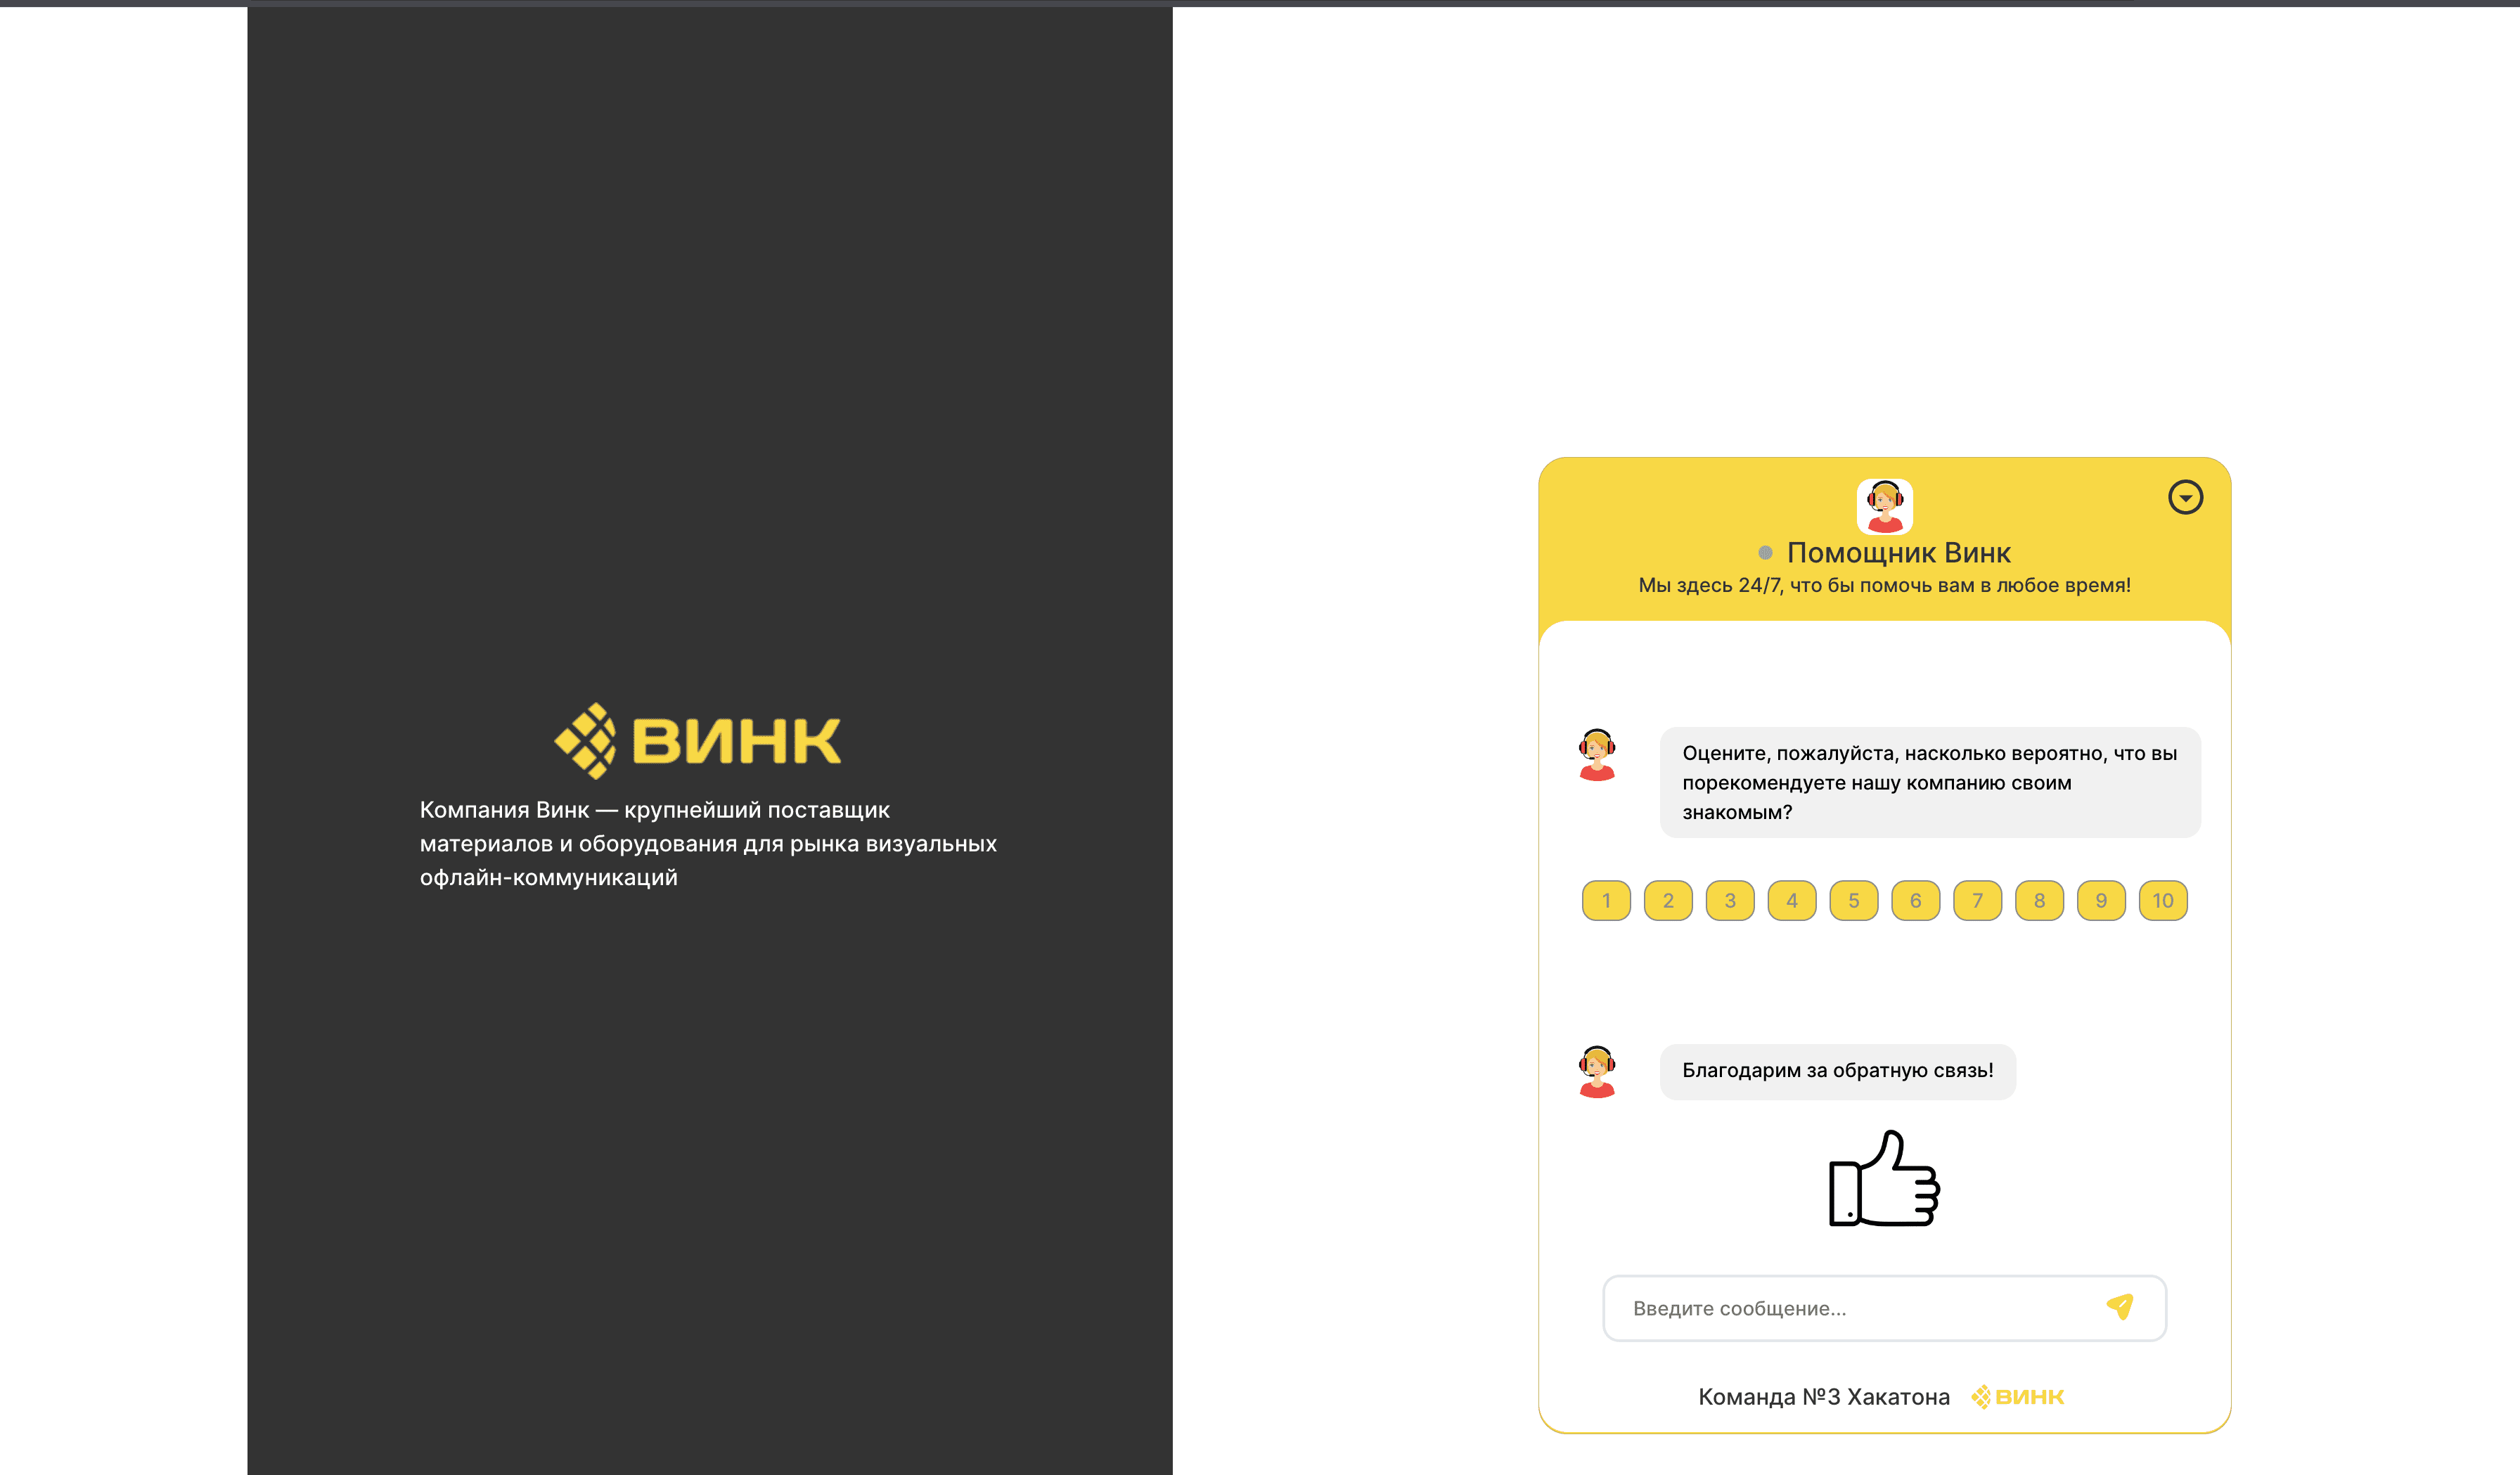 ВИНК
Компания Винк — крупнейший поставщик
материалов и оборудования для рынка визуальных
офлайн-коммуникаций
Помощник Винк
Мы здесь 24/7, что бы помочь вам в любое время!
Оцените, пожалуйста, насколько вероятно, что вы
порекомендуете нашу компанию своим
знакомым?
1 2 3 4 5 6 7 8 9 10
Благодарим за обратную связь!
Введите сообщение...
Команда №3 Хакатона ВИНК